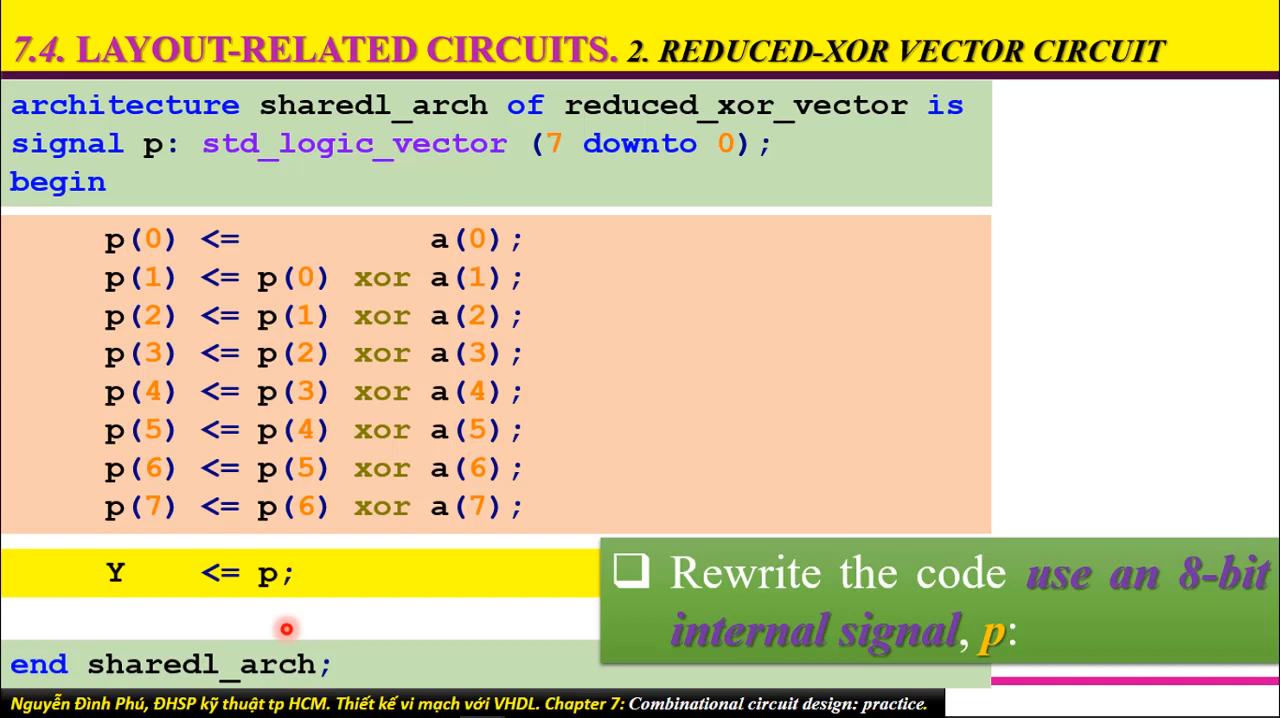 7.4. LAYOUT-RELATED CIRCUITS. 2. REDUCED-XOR VECTOR CIRCUIT
architecture sharedl_arch of reduced_xor_vector is
signal p: std_logic_vector (7 downto 0);
begin
p(0) <= a(0);
p(1) <= p(0) xor a(1);
p(2) <= p(1) xor a(2);
p(3) <= p(2) xor a(3);
p(4) <= p(3) xor a(4);
p(5) <= p(4) xor a(5);
p(6) <= p(5) xor a(6);
p(7) <= p(6) xor a(7);
Y <= p;
Rewrite the code use an 8-bit
internal signal, p:
end sharedl_arch;
Nguyễn Đình Phú, ĐHSP kỹ thuật tp HCM. Thiết kế vi mạch với VHDL. Chapter 7: Combinational circuit design: practice.